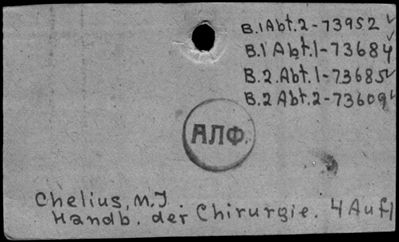 B.1 Abt.2-73952 ✓
B.1 Abt.1-73684
B.2.Abt.1-73685 ✓
B.2 Abt.2-73609 ✓
АЛФ.
Chelius, M.J.
Handb. der Chirurgie. 4 Aufl